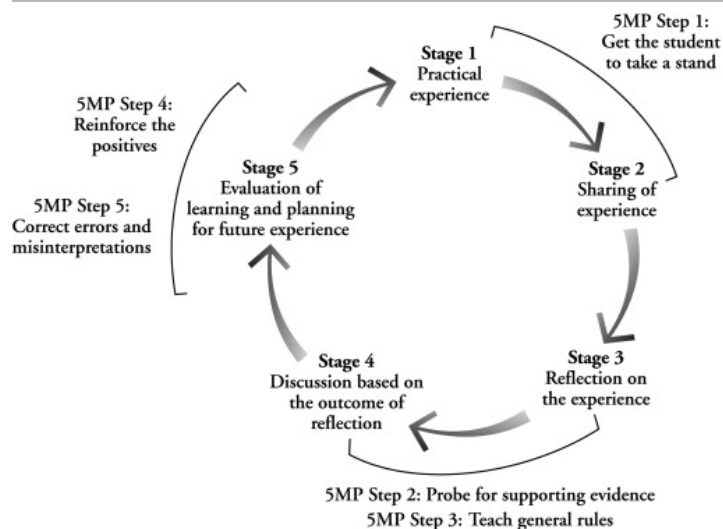 5MP Step 1:
Get the student
to take a stand
Stage 1
Practical
experience
Stage 2
Sharing of
experience
Stage 3
Reflection on
the experience
5MP Step 2: Probe for supporting evidence
5MP Step 3: Teach general rules
Stage 4
Discussion based on
the outcome of
reflection
Stage 5
Evaluation of
learning and planning
for future experience
5MP Step 4:
Reinforce the
positives
5MP Step 5:
Correct errors and
misinterpretations